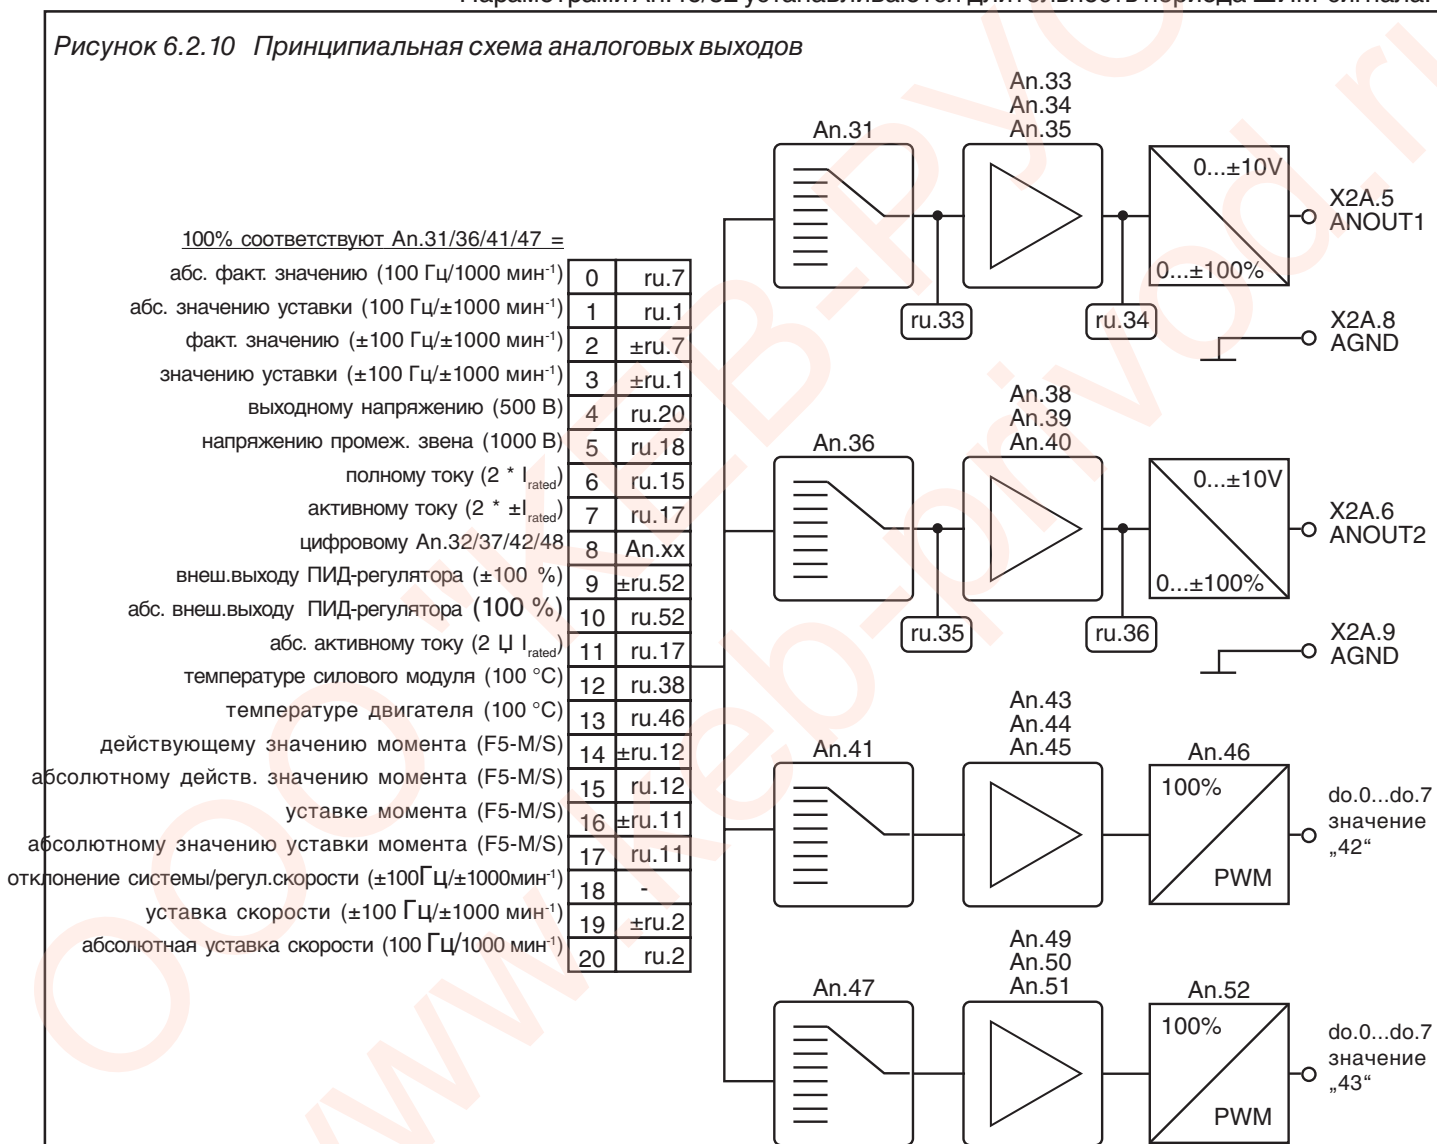 Параметрами An.46/52 устанавливаются длительность периода ШИМ-сигнала.
Рисунок 6.2.10 Принципиальная схема аналоговых выходов
100% соответствуют An.31/36/41/47 =
абс. факт. значению (100 Гц/1000 мин-1) 0 ru.7
абс. значению уставки (100 Гц/±1000 мин-1) 1 ru.1
факт. значению (±100 Гц/±1000 мин-1) 2 ±ru.7
значению уставки (±100 Гц/±1000 мин-1) 3 ±ru.1
выходному напряжению (500 В) 4 ru.20
напряжению промеж. звена (1000 В) 5 ru.18
полному току (2 * Irated) 6 ru.15
активному току (2 * ±Irated) 7 ru.17
цифровому An.32/37/42/48 8 An.xx
внеш.выходу ПИД-регулятора (±100 %) 9 ±ru.52
абс. внеш.выходу ПИД-регулятора (100 %) 10 ru.52
абс. активному току (2 Ц Irated) 11 ru.17
температуре силового модуля (100 °C) 12 ru.38
температуре двигателя (100 °C) 13 ru.46
действующему значению момента (F5-M/S) 14 ±ru.12
абсолютному действ. значению момента (F5-M/S) 15 ru.12
уставке момента (F5-M/S) 16 ±ru.11
абсолютному значению уставки момента (F5-M/S) 17 ru.11
отклонение системы/регул.скорости (±100Гц/±1000мин-1) 18 -
уставка скорости (±100 Гц/±1000 мин-1) 19 ±ru.2
абсолютная уставка скорости (100 Гц/1000 мин-1) 20 ru.2
An.31
An.33
An.34
An.35
0...±10V
0...±100%
ru.33
ru.34
X2A.5
ANOUT1
X2A.8
AGND
An.36
An.38
An.39
An.40
0...±10V
0...±100%
ru.35
ru.36
X2A.6
ANOUT2
X2A.9
AGND
An.41
An.43
An.44
An.45
An.46
100%
PWM
do.0...do.7
значение
„42“
An.47
An.49
An.50
An.51
An.52
100%
PWM
do.0...do.7
значение
„43“
ООО "КЕВ-РУС
www.keb-privod.ru